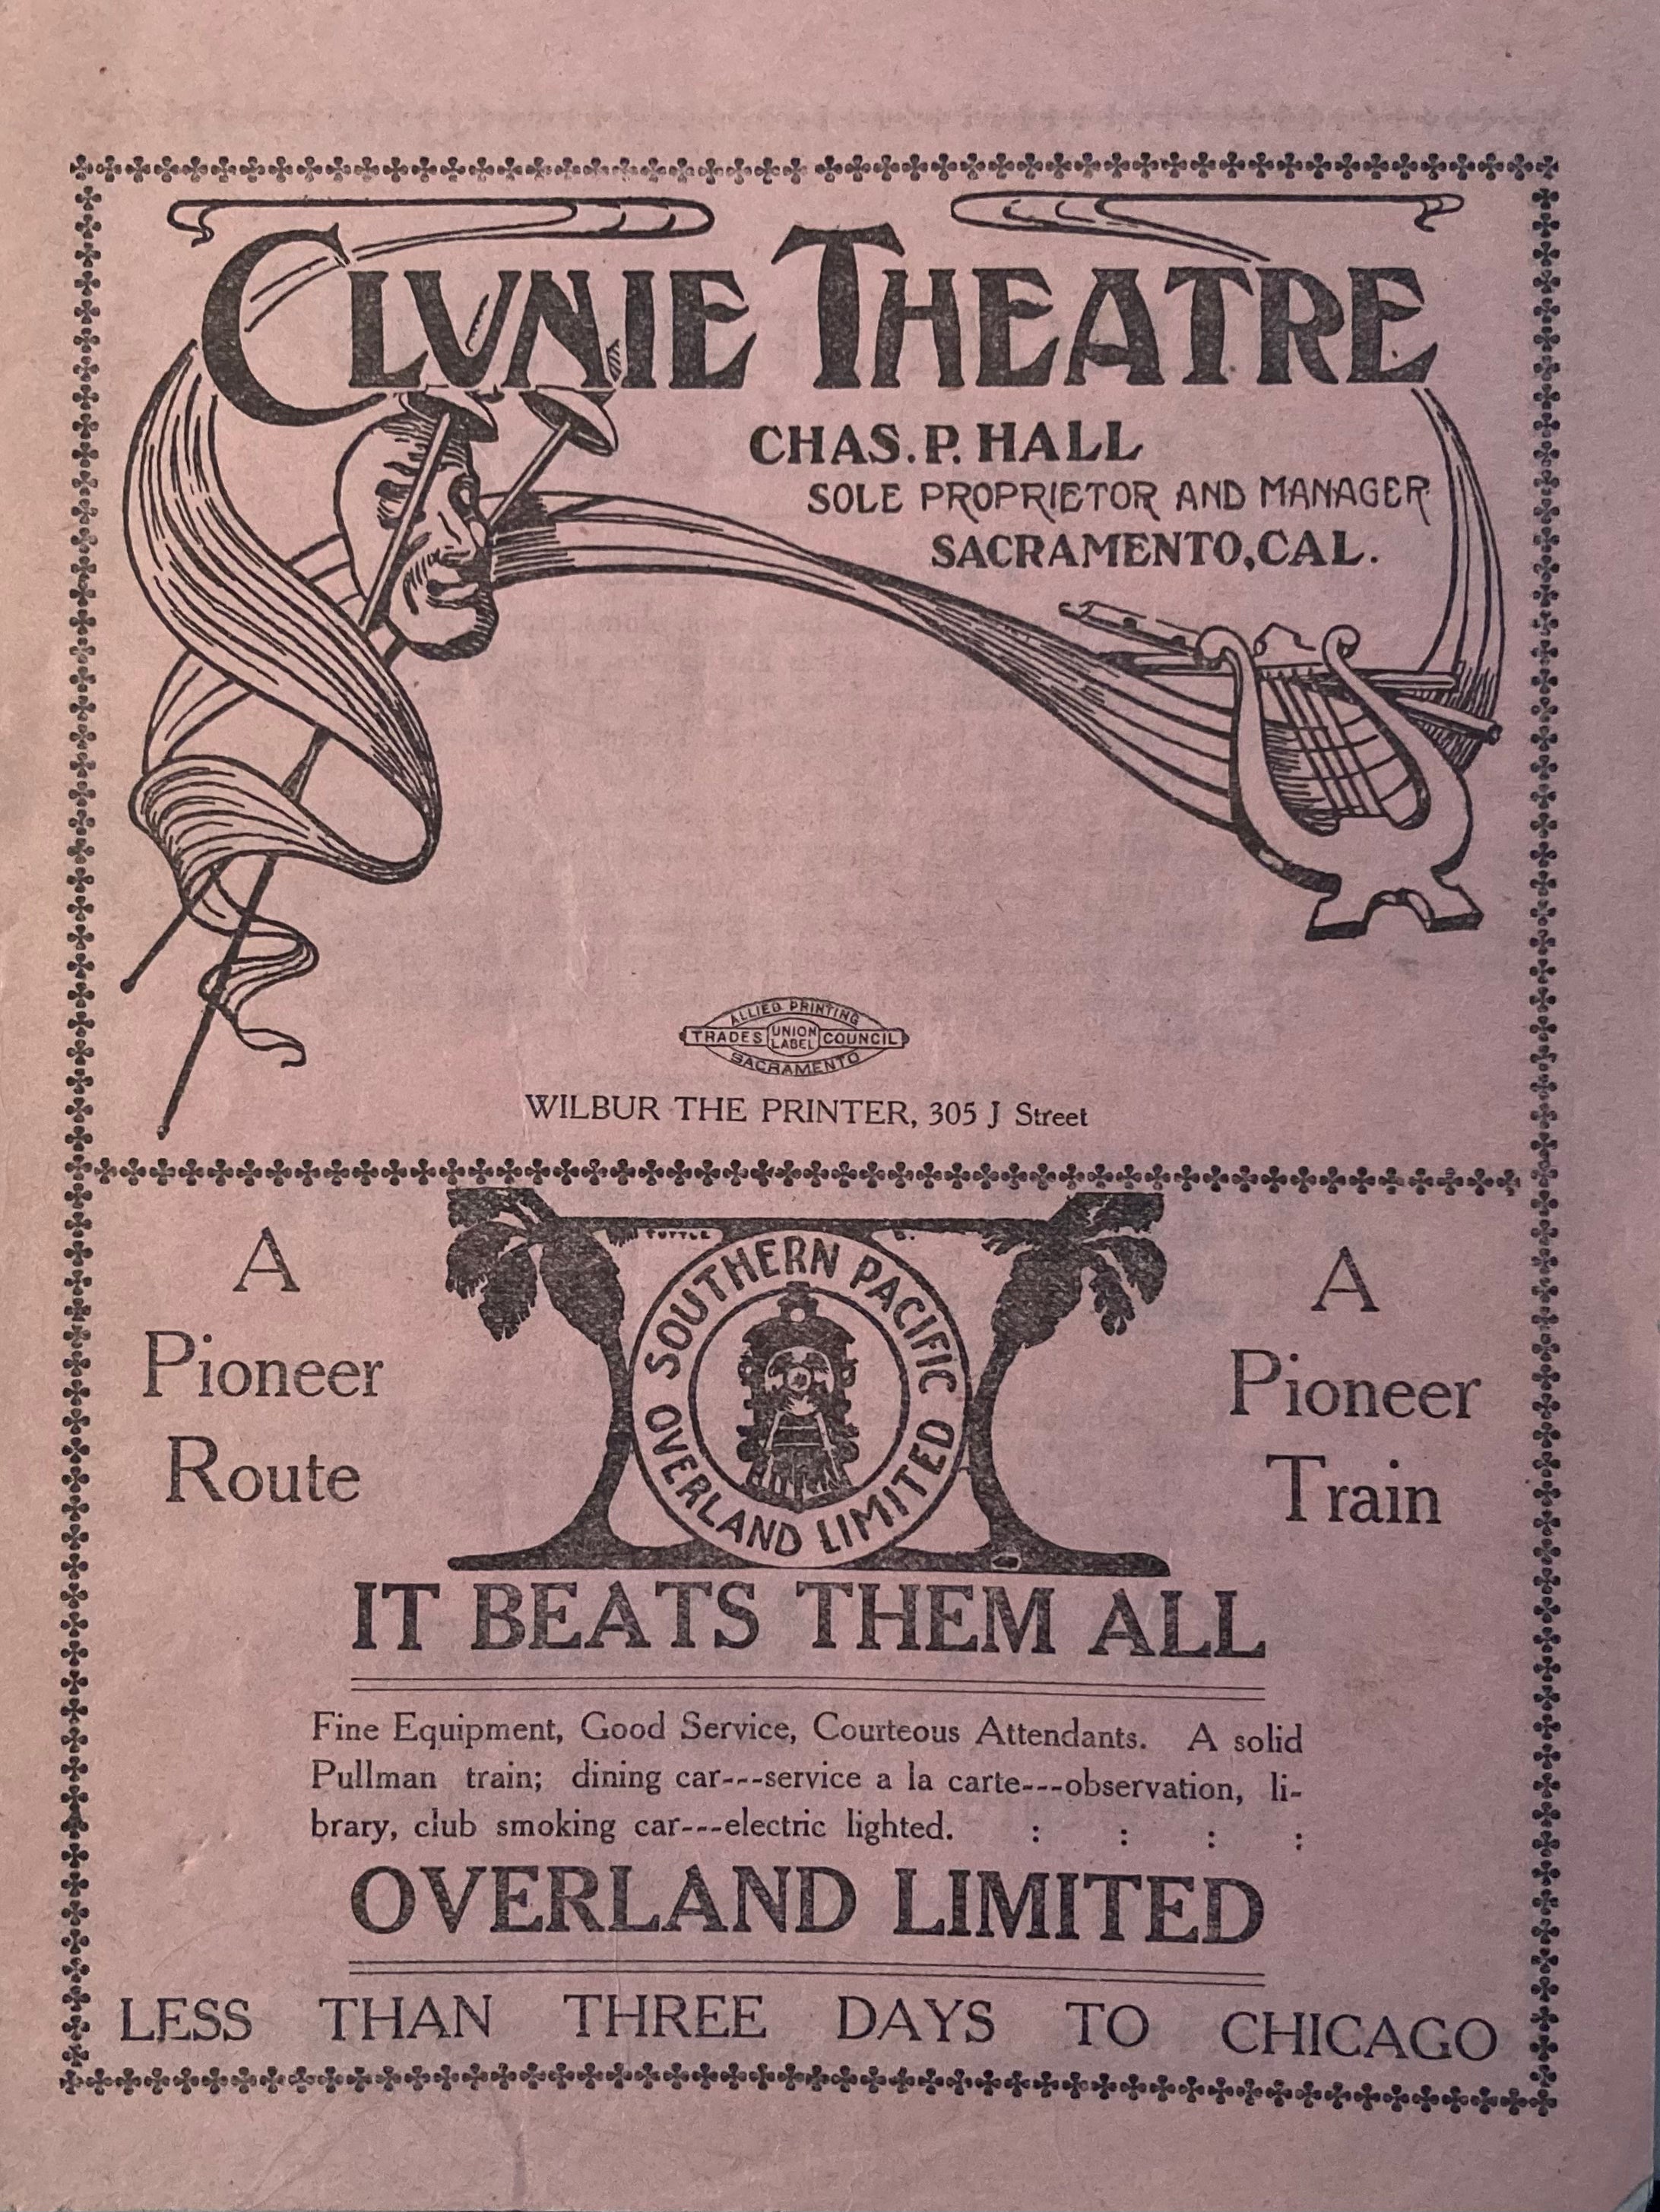 CLVNIE THEATRE
CHAS. P. HALL
SOLE PROPRIETOR AND MANAGER
SACRAMENTO, CAL.
ALLIED PRINTING
TRADES UNION LABEL COUNCIL
SACRAMENTO
WILBUR THE PRINTER, 305 J Street
A
Pioneer
Route
TUTTLE
SOUTHERN PACIFIC
OVERLAND LIMITED
A
Pioneer
Train
IT BEATS THEM ALL
Fine Equipment, Good Service, Courteous Attendants. A solid
Pullman train; dining car---service a la carte---observation, li-
brary, club smoking car---electric lighted. : : : :
OVERLAND LIMITED
LESS THAN THREE DAYS TO CHICAGO